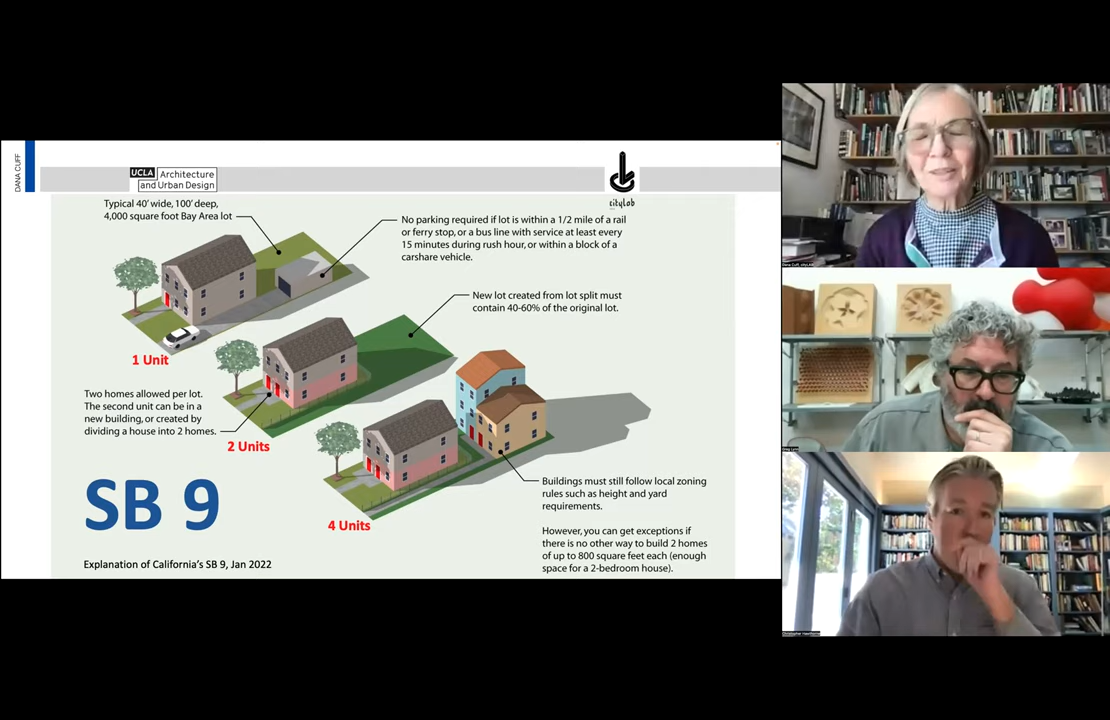 DANA CUFF
UCLA Architecture
and Urban Design
cityLab
Typical 40' wide, 100' deep,
4,000 square foot Bay Area lot
No parking required if lot is within a 1/2 mile of a rail
or ferry stop, or a bus line with service at least every
15 minutes during rush hour, or within a block of a
carshare vehicle.
New lot created from lot split must
contain 40-60% of the original lot.
1 Unit
Two homes allowed per lot.
The second unit can be in a
new building, or created by
dividing a house into 2 homes.
2 Units
SB 9
4 Units
Buildings must still follow local zoning
rules such as height and yard
requirements.
However, you can get exceptions if
there is no other way to build 2 homes
of up to 800 square feet each (enough
space for a 2-bedroom house).
Explanation of California's SB 9, Jan 2022
Dana Cuff, cityLAB
Greg Lynn
Christopher Hawthorne